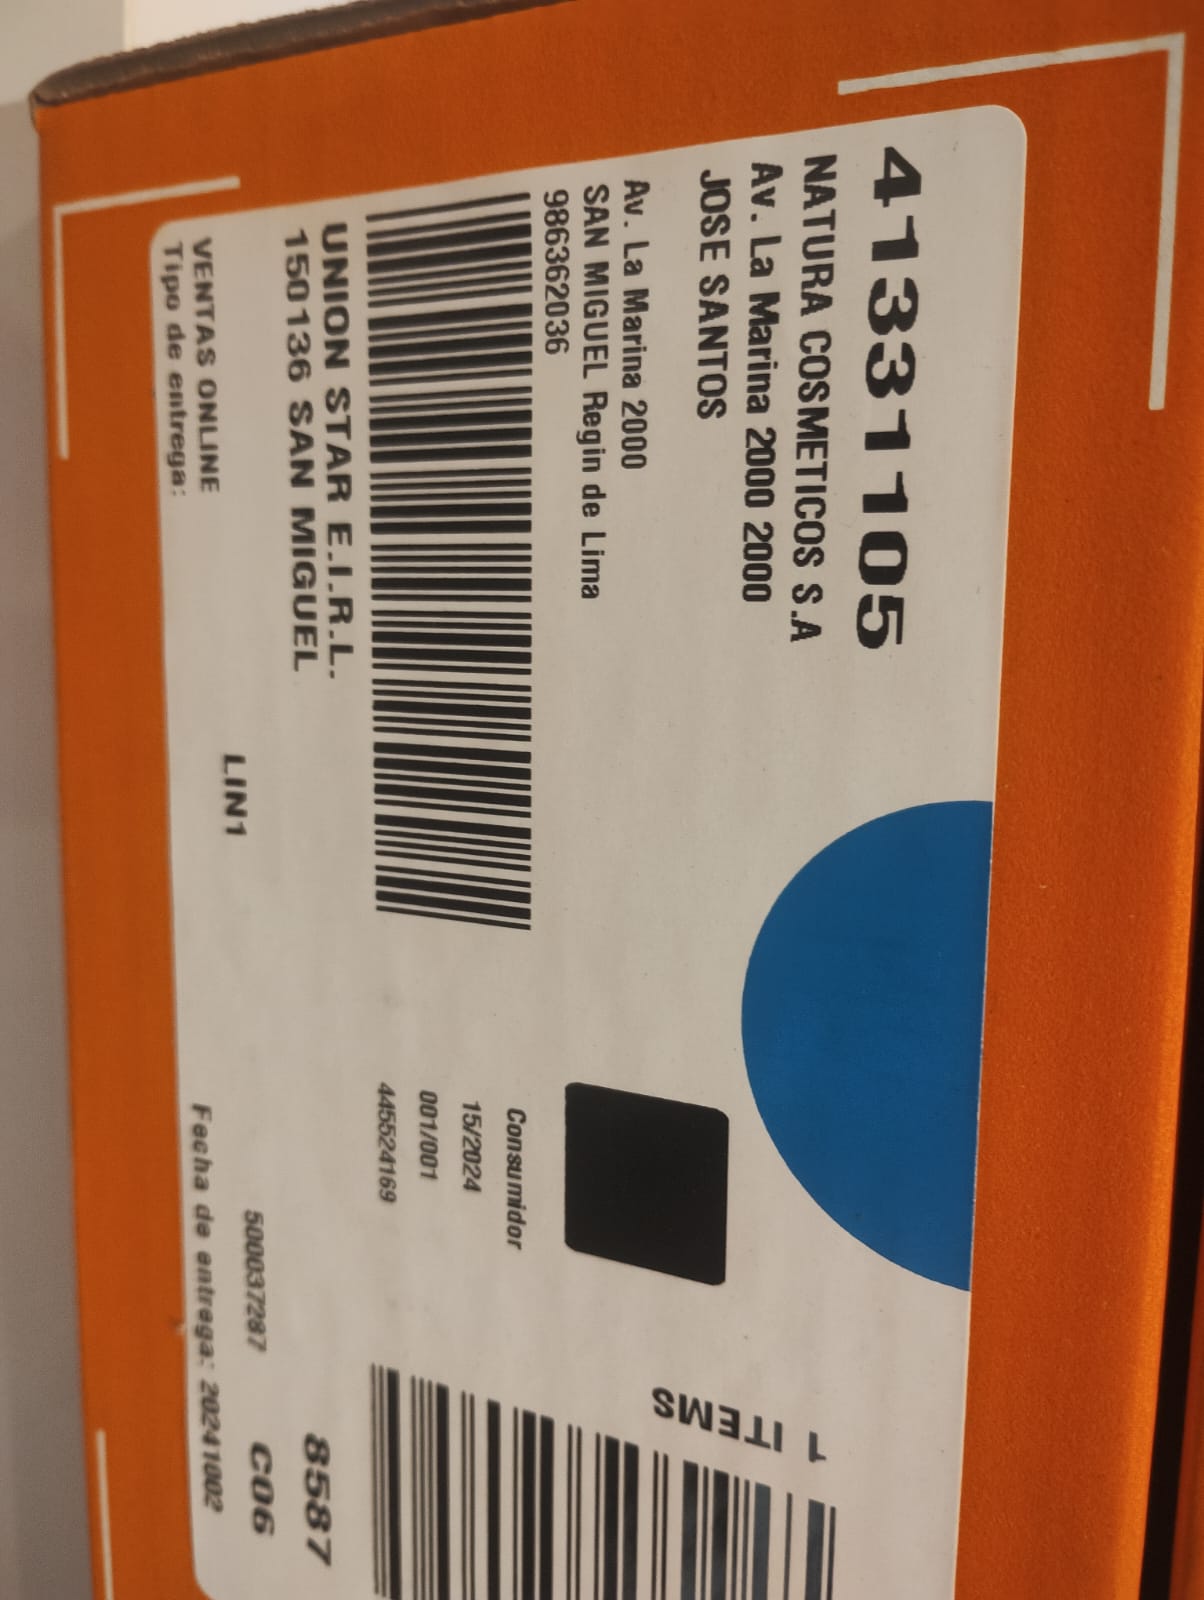 41331105
NATURA COSMETICOS S.A
Av. La Marina 2000 2000
JOSE SANTOS
Av. La Marina 2000
SAN MIGUEL Regin de Lima
986362036
1 ITEMS
Consumidor
15/2024
001/001
445524169
UNION STAR E.I.R.L.
150136 SAN MIGUEL
8587
LIN1
500037287
C06
VENTAS ONLINE
Tipo de entrega:
Fecha de entrega: 20241002